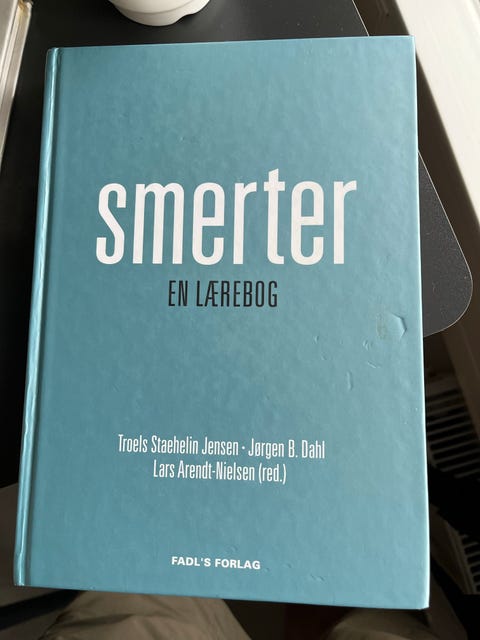 smerter
EN LÆREBOG
Troels Staehelin Jensen · Jørgen B. Dahl
Lars Arendt-Nielsen (red.)
FADL'S FORLAG